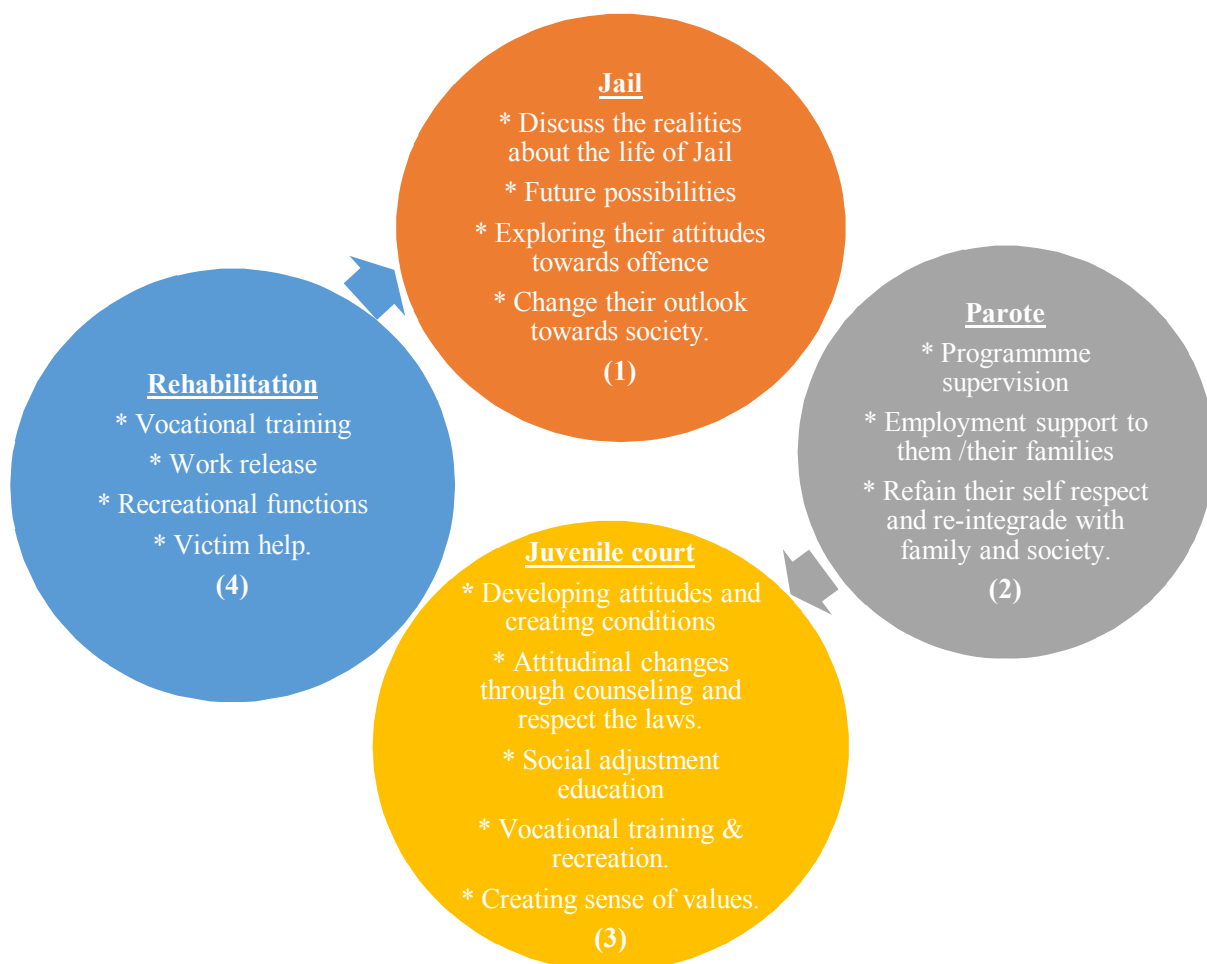 Jail
* Discuss the realities
about the life of Jail
* Future possibilities
* Exploring their attitudes
towards offence
* Change their outlook
towards society.
(1)
Parote
* Programmme
supervision
* Employment support to
them /their families
* Refain their self respect
and re-integrade with
family and society.
(2)
Juvenile court
* Developing attitudes and
creating conditions
* Attitudinal changes
through counseling and
respect the laws.
* Social adjustment
education
* Vocational training &
recreation.
* Creating sense of values.
(3)
Rehabilitation
* Vocational training
* Work release
* Recreational functions
* Victim help.
(4)